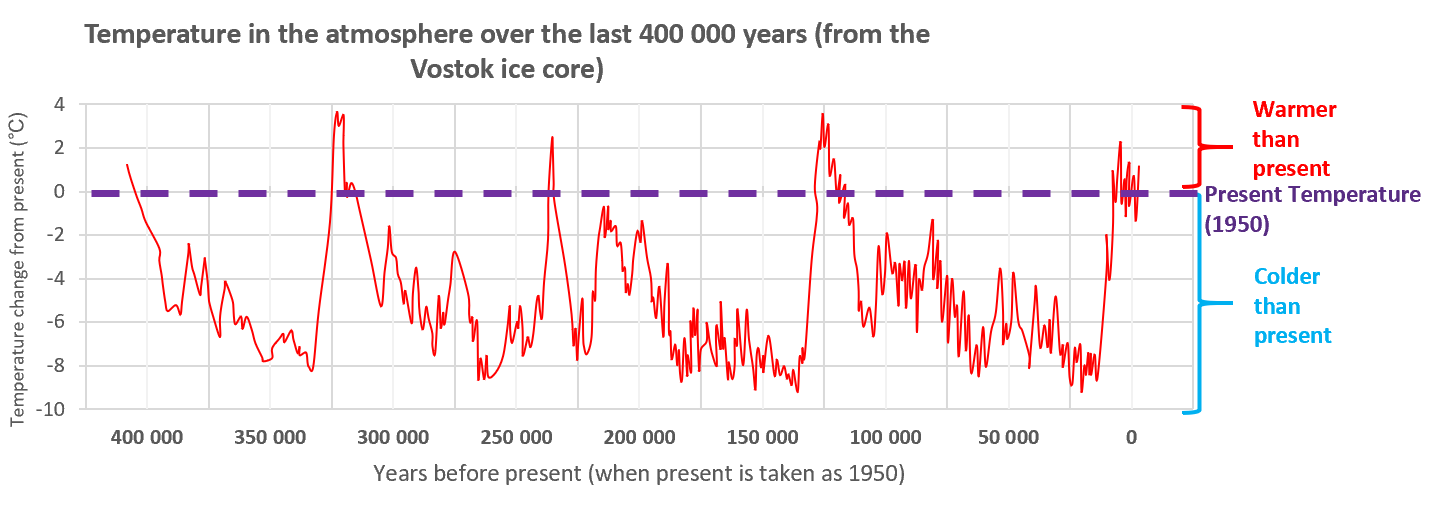 Temperature in the atmosphere over the last 400 000 years (from the
Vostok ice core)
Temperature change from present (°C)
4
2
0
-2
-4
-6
-8
-10
400 000
350 000
300 000
250 000
200 000
150 000
100 000
50 000
0
Years before present (when present is taken as 1950)
Warmer
than
present
Present Temperature
(1950)
Colder
than
present